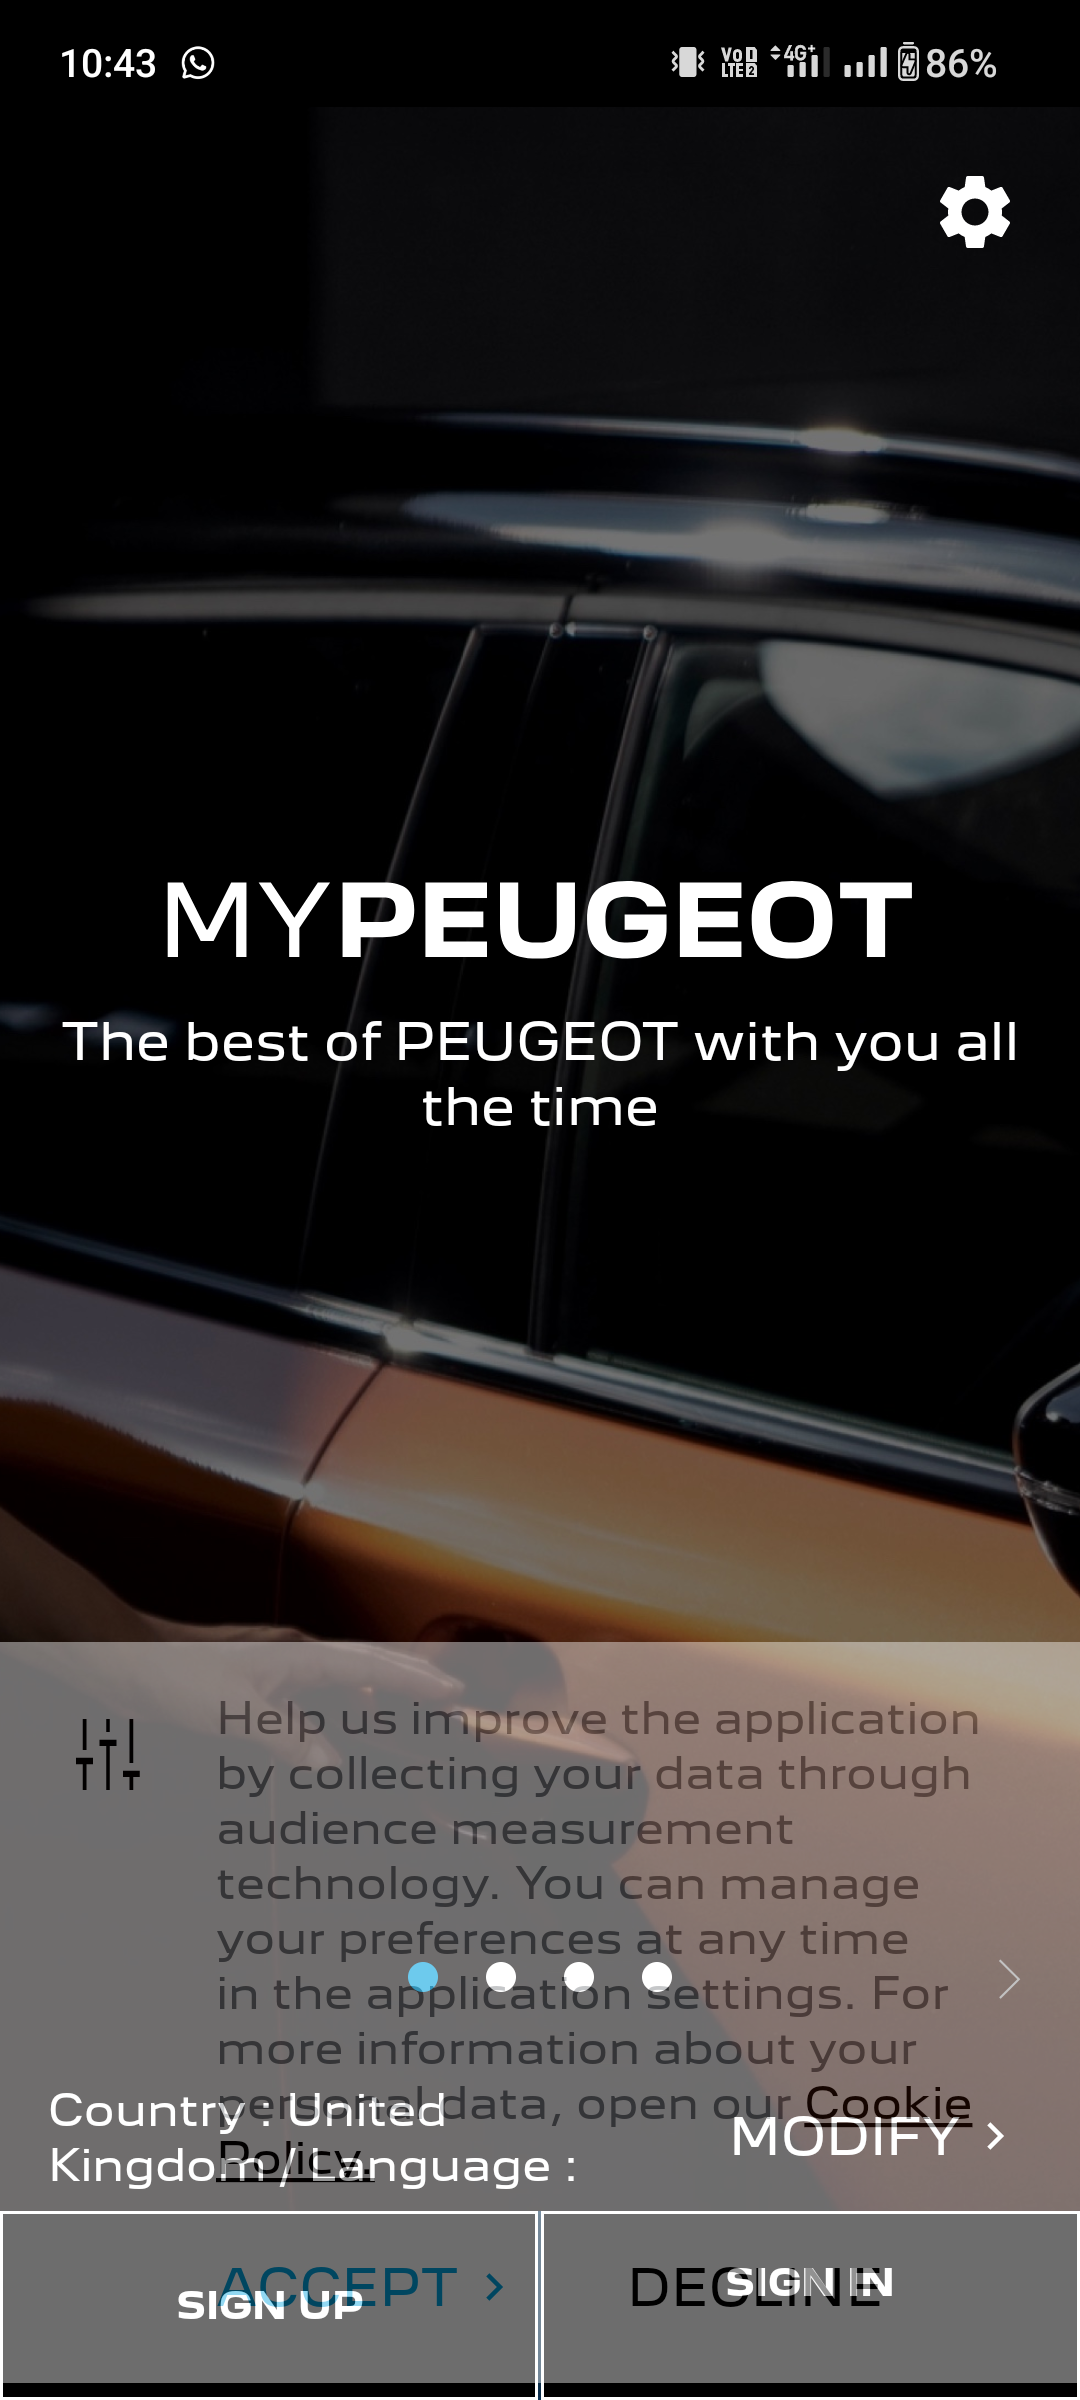 10:43
VoD LTE2 4G+ 86%
MYPEUGEOT
The best of PEUGEOT with you all
the time
Help us improve the application
by collecting your data through
audience measurement
technology. You can manage
your preferences at any time
in the application settings. For
more information about your
personal data, open our Cookie
Policy.
Country : United
Kingdom / Language :
MODIFY
ACCEPT
DECLINE
SIGN UP
SIGN IN